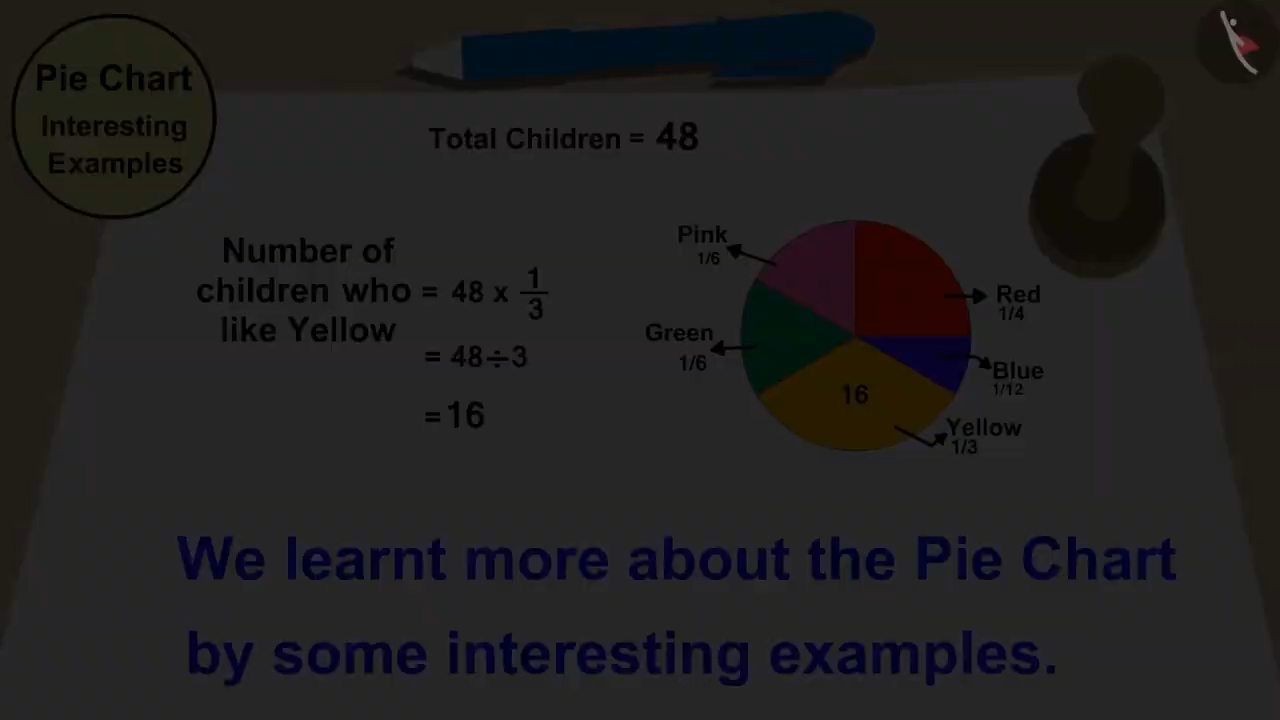 Pie Chart
Interesting
Examples
Total Children = 48
Number of
children who
like Yellow
= 48 x 1/3
= 48÷3
= 16
Pink
1/6
Red
1/4
Green
1/6
Blue
1/12
16
Yellow
1/3
We learnt more about the Pie Chart
by some interesting examples.